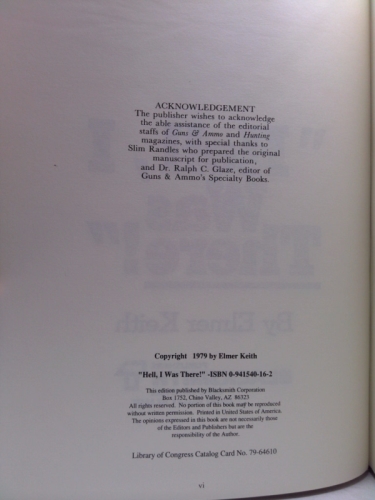 ACKNOWLEDGEMENT
The publisher wishes to acknowledge
the able assistance of the editorial
staffs of Guns & Ammo and Hunting
magazines, with special thanks to
Slim Randles who prepared the original
manuscript for publication,
and Dr. Ralph C. Glaze, editor of
Guns & Ammo's Specialty Books.
Was
There!"
By Elmer Keith
Copyright 1979 by Elmer Keith
"Hell, I Was There!" -ISBN 0-941540-16-2
This edition published by Blacksmith Corporation
Box 1752, Chino Valley, AZ 86323
All rights reserved. No portion of this book may be reproduced
without written permission. Printed in United States of America.
The opinions expressed in this book are not necessarily those
of the Editors and Publishers but are the
responsibility of the Author.
Library of Congress Catalog Card No. 79-64610
vi